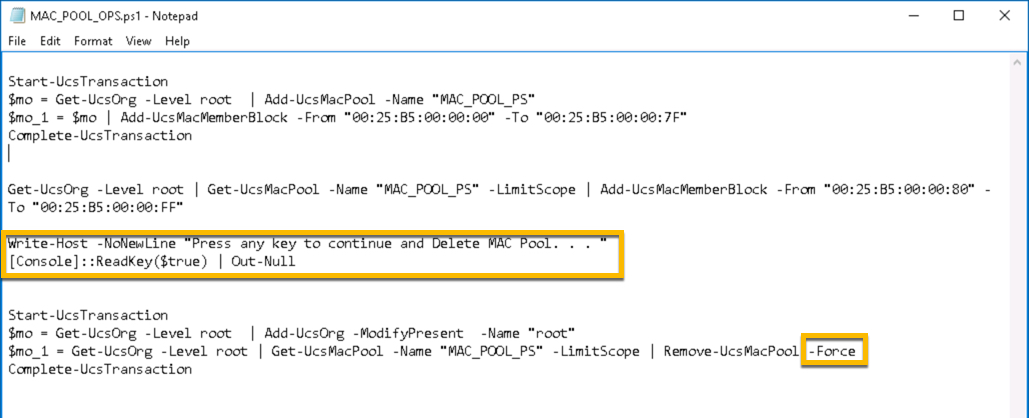 MAC_POOL_OPS.ps1 - Notepad
File Edit Format View Help
Start-UcsTransaction
$mo = Get-UcsOrg -Level root  | Add-UcsMacPool -Name "MAC_POOL_PS"
$mo_1 = $mo | Add-UcsMacMemberBlock -From "00:25:B5:00:00:00" -To "00:25:B5:00:00:7F"
Complete-UcsTransaction
Get-UcsOrg -Level root | Get-UcsMacPool -Name "MAC_POOL_PS" -LimitScope | Add-UcsMacMemberBlock -From "00:25:B5:00:00:80" -
To "00:25:B5:00:00:FF"
Write-Host -NoNewLine "Press any key to continue and Delete MAC Pool. . . "
[Console]::ReadKey($true) | Out-Null
Start-UcsTransaction
$mo = Get-UcsOrg -Level root  | Add-UcsOrg -ModifyPresent  -Name "root"
$mo_1 = Get-UcsOrg -Level root | Get-UcsMacPool -Name "MAC_POOL_PS" -LimitScope | Remove-UcsMacPool -Force
Complete-UcsTransaction